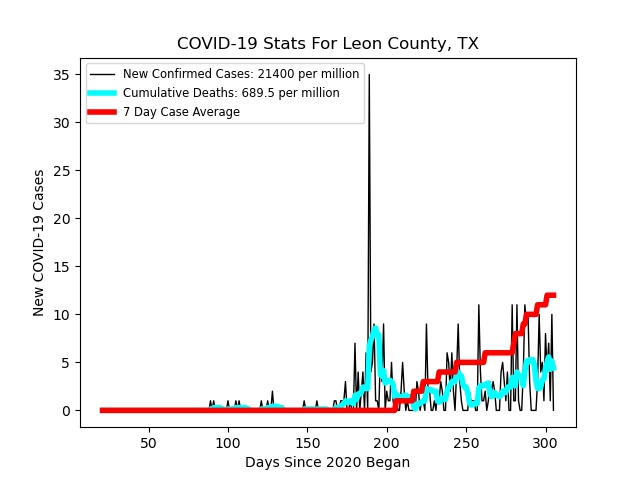 COVID-19 Stats For Leon County, TX
New Confirmed Cases: 21400 per million
Cumulative Deaths: 689.5 per million
7 Day Case Average
35
30
25
20
15
10
5
0
New COVID-19 Cases
50 100 150 200 250 300
Days Since 2020 Began